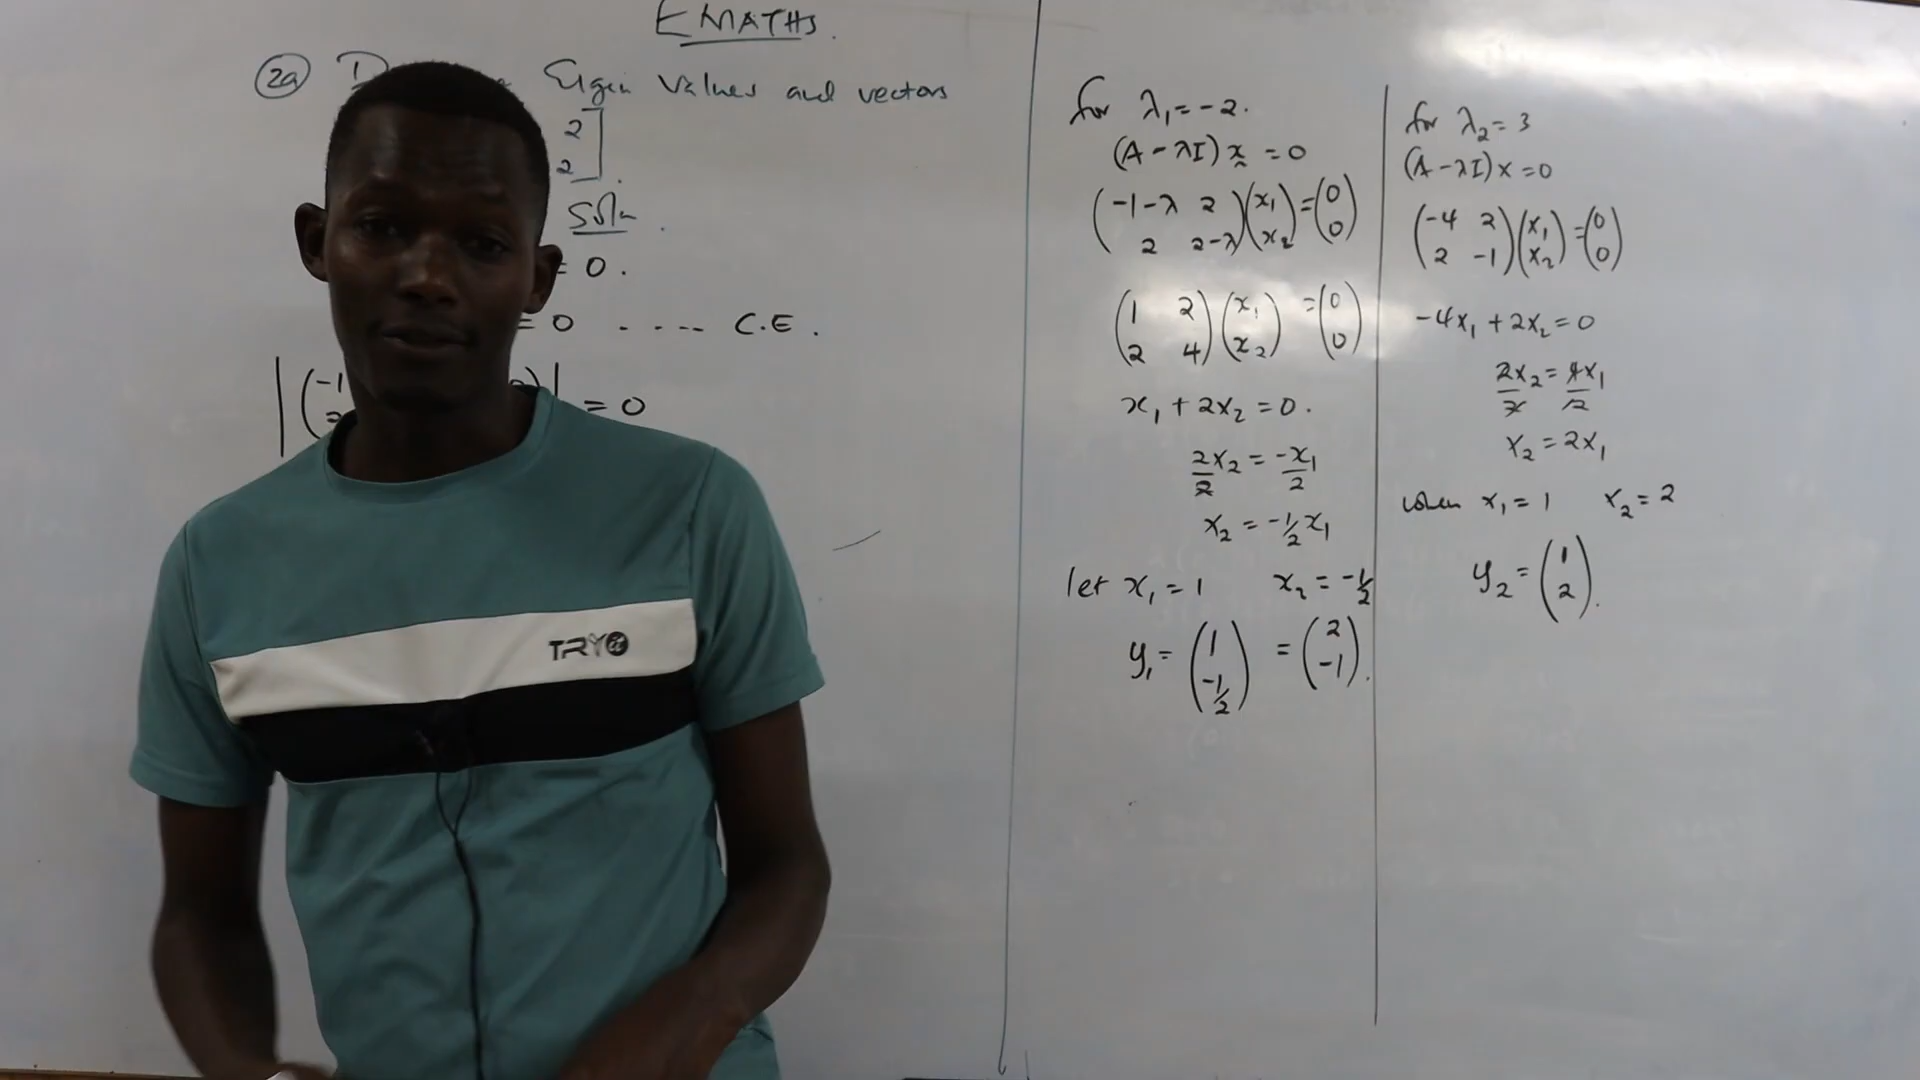 E MATHS.
2a Eigen Values and vectors
2
2 ] .
Soln .
= 0 .
= 0 . . . . C.E .
| ( -1 ) | = 0
2
TRY
for λ₁ = -2.
(A - λI) x = 0
( -1-λ 2 ) ( x₁ ) = ( 0 )
( 2 2-λ ) ( x₂ ) ( 0 )
( 1 2 ) ( x₁ ) = ( 0 )
( 2 4 ) ( x₂ ) ( 0 )
x₁ + 2x₂ = 0 .
2x₂/2 = -x₁/2
x₂ = -1/2 x₁
let x₁ = 1 x₂ = -1/2
y₁ = ( 1 ) = ( 2 )
( -1/2 ) ( -1 ) .
for λ₂ = 3
(A - λI) x = 0
( -4 2 ) ( x₁ ) = ( 0 )
( 2 -1 ) ( x₂ ) ( 0 )
-4x₁ + 2x₂ = 0
2x₂/2 = 4x₁/2
x₂ = 2x₁
when x₁ = 1 x₂ = 2
y₂ = ( 1 )
( 2 ) .